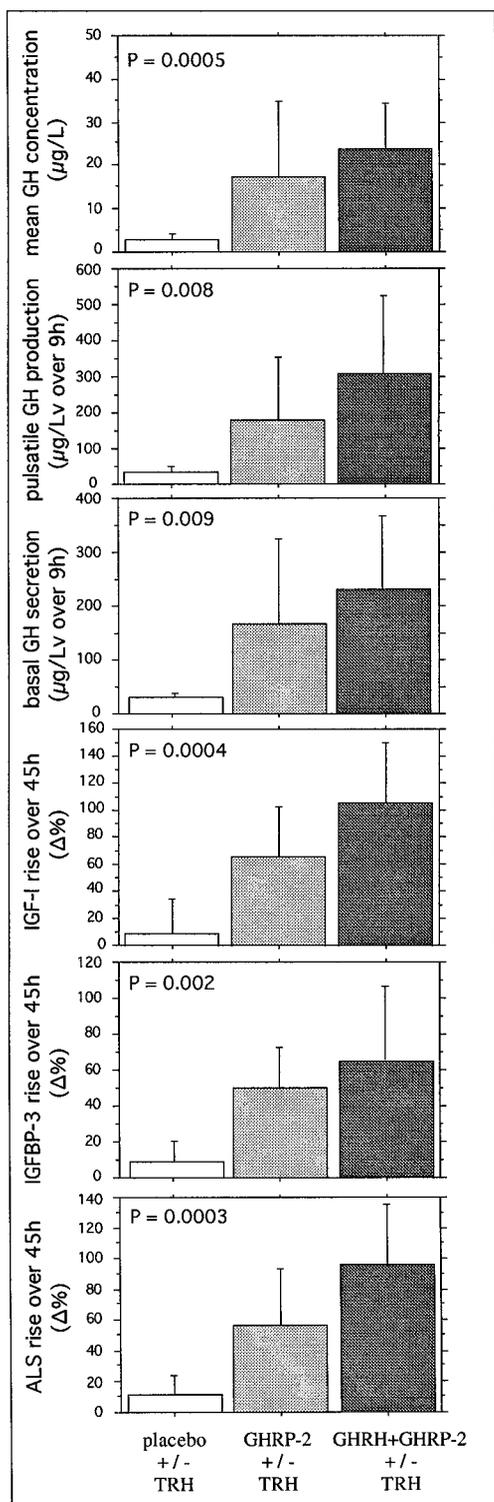 mean GH concentration
(µg/L)
50
40
30
20
10
0
P = 0.0005
pulsatile GH production
(µg/Lv over 9h)
600
500
400
300
200
100
0
P = 0.008
basal GH secretion
(µg/Lv over 9h)
400
300
200
100
0
P = 0.009
IGF-I rise over 45h
(Δ%)
160
140
120
100
80
60
40
20
0
P = 0.0004
IGFBP-3 rise over 45h
(Δ%)
120
100
80
60
40
20
0
P = 0.002
ALS rise over 45h
(Δ%)
140
120
100
80
60
40
20
0
P = 0.0003
placebo GHRP-2 GHRH+GHRP-2
+ / - + / - + / -
TRH TRH TRH